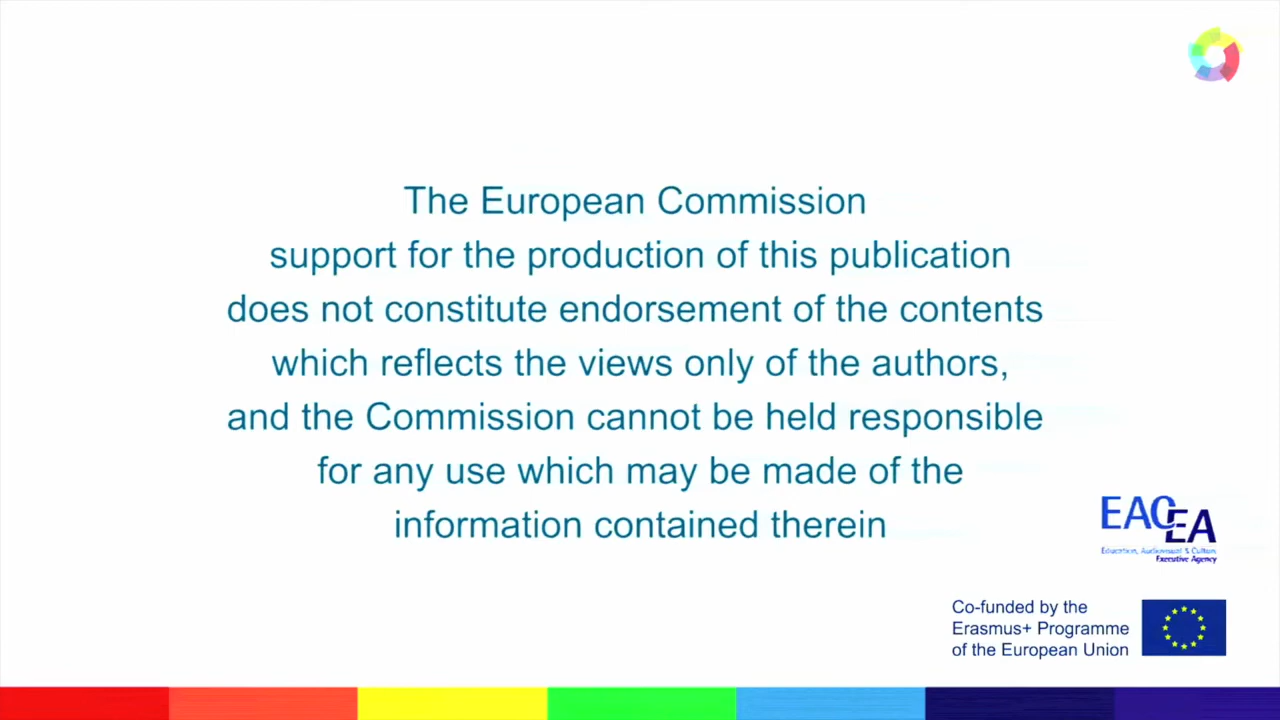 The European Commission
support for the production of this publication
does not constitute endorsement of the contents
which reflects the views only of the authors,
and the Commission cannot be held responsible
for any use which may be made of the
information contained therein
EACEA
Education, Audiovisual & Culture
Executive Agency
Co-funded by the
Erasmus+ Programme
of the European Union